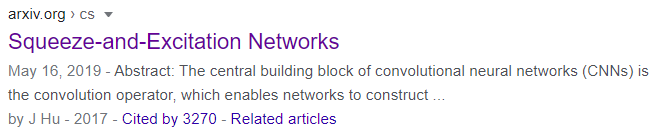 arxiv.org › cs
Squeeze-and-Excitation Networks
May 16, 2019 - Abstract: The central building block of convolutional neural networks (CNNs) is
the convolution operator, which enables networks to construct ...
by J Hu - 2017 - Cited by 3270 - Related articles